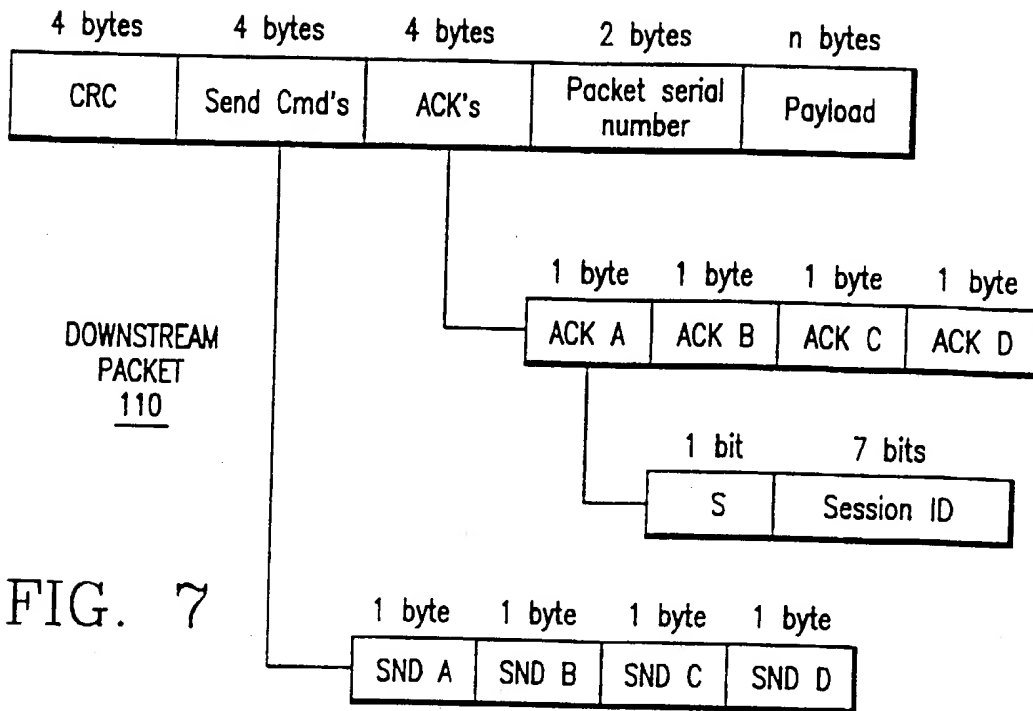 4 bytes 4 bytes 4 bytes 2 bytes n bytes
CRC Send Cmd's ACK's Packet serial number Payload
1 byte 1 byte 1 byte 1 byte
ACK A ACK B ACK C ACK D
DOWNSTREAM
PACKET
110
1 bit 7 bits
S Session ID
FIG. 7
1 byte 1 byte 1 byte 1 byte
SND A SND B SND C SND D